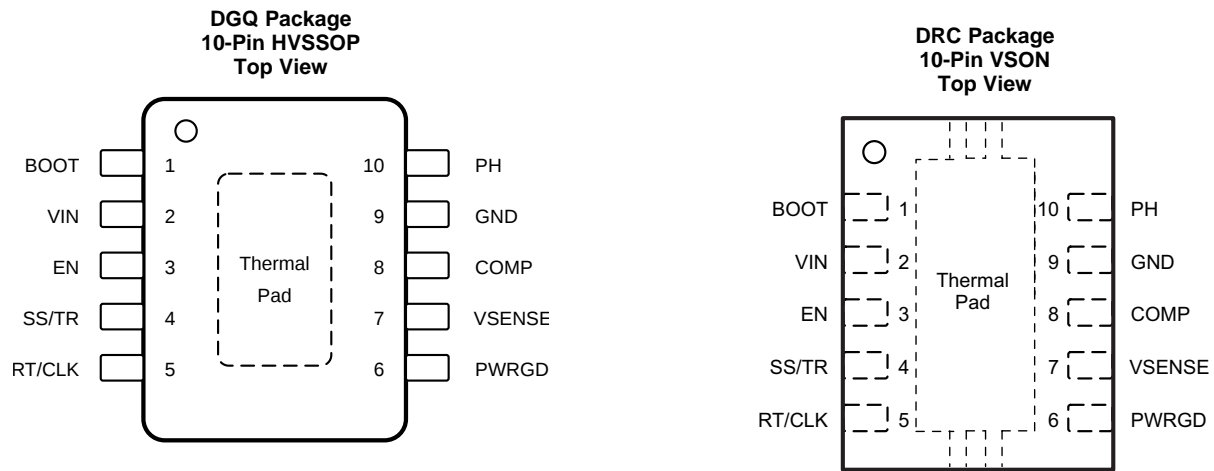 DGQ Package
10-Pin HVSSOP
Top View
BOOT 1 10 PH
VIN 2 9 GND
EN 3 8 COMP
SS/TR 4 7 VSENSE
RT/CLK 5 6 PWRGD
Thermal
Pad
DRC Package
10-Pin VSON
Top View
BOOT 1 10 PH
VIN 2 9 GND
EN 3 8 COMP
SS/TR 4 7 VSENSE
RT/CLK 5 6 PWRGD
Thermal
Pad